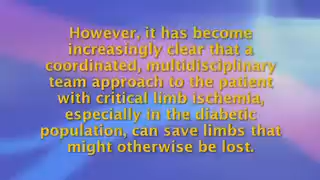 However, it has become
increasingly clear that a
coordinated, multidisciplinary
team approach to the patient
with critical limb ischemia,
especially in the diabetic
population, can save limbs that
might otherwise be lost.